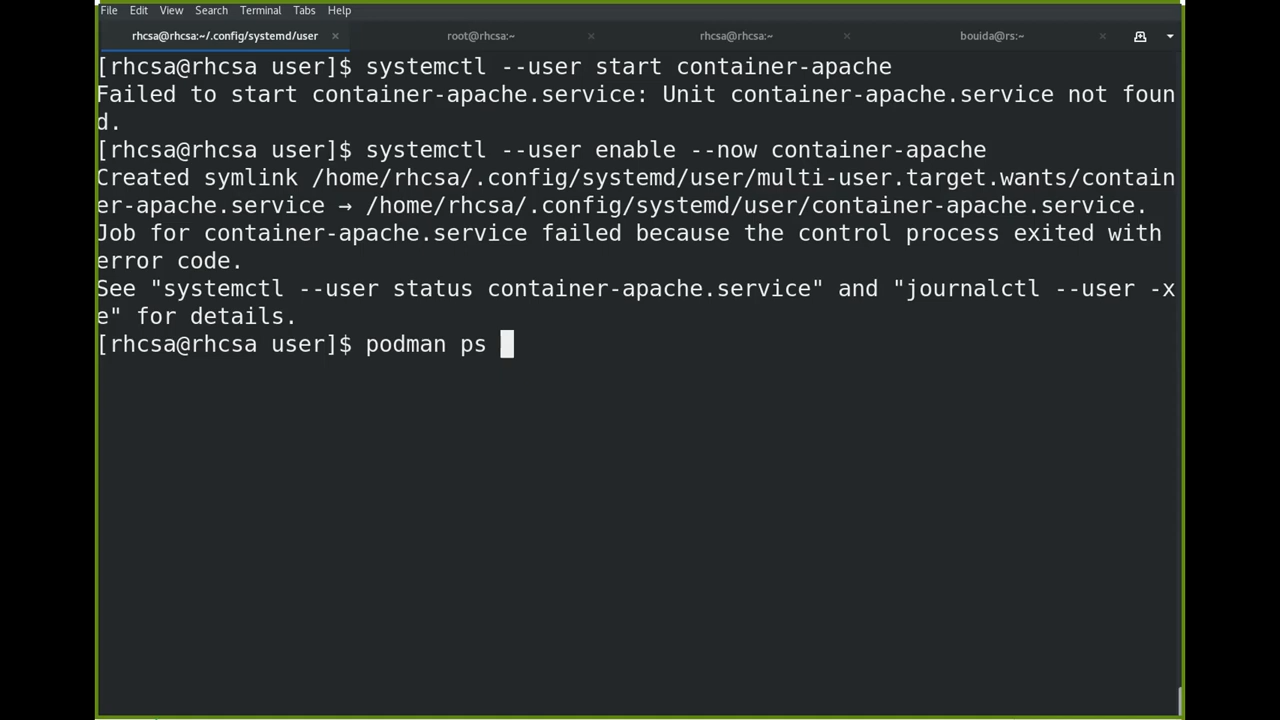 File Edit View Search Terminal Tabs Help
rhcsa@rhcsa:~/.config/systemd/user × root@rhcsa:~ × rhcsa@rhcsa:~ × bouida@rs:~ ×
[rhcsa@rhcsa user]$ systemctl --user start container-apache
Failed to start container-apache.service: Unit container-apache.service not foun
d.
[rhcsa@rhcsa user]$ systemctl --user enable --now container-apache
Created symlink /home/rhcsa/.config/systemd/user/multi-user.target.wants/contain
er-apache.service → /home/rhcsa/.config/systemd/user/container-apache.service.
Job for container-apache.service failed because the control process exited with
error code.
See "systemctl --user status container-apache.service" and "journalctl --user -x
e" for details.
[rhcsa@rhcsa user]$ podman ps